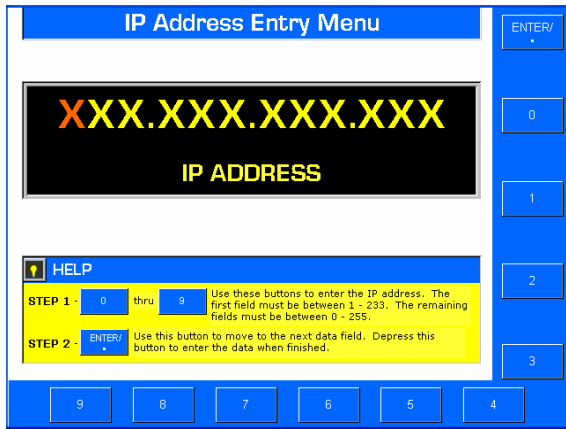 IP Address Entry Menu
ENTER/
•
XXX.XXX.XXX.XXX
IP ADDRESS
0
1
2
3
HELP
STEP 1 - 0 thru 9 Use these buttons to enter the IP address. The
first field must be between 1 - 233. The remaining
fields must be between 0 - 255.
STEP 2 - ENTER/ • Use this button to move to the next data field. Depress this
button to enter the data when finished.
9 8 7 6 5 4